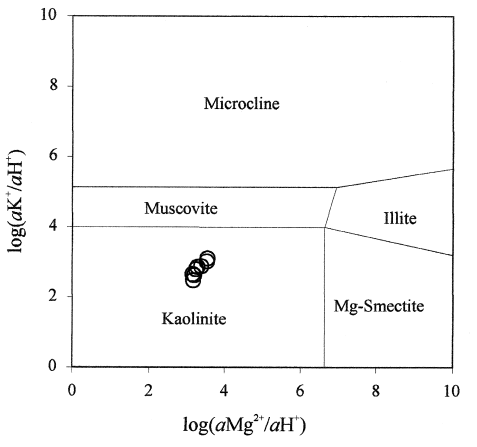 10
8
Microcline
6
log(aK⁺/aH⁺)
Muscovite
Illite
4
2
Mg-Smectite
Kaolinite
0
0 2 4 6 8 10
log(aMg²⁺/aH⁺)